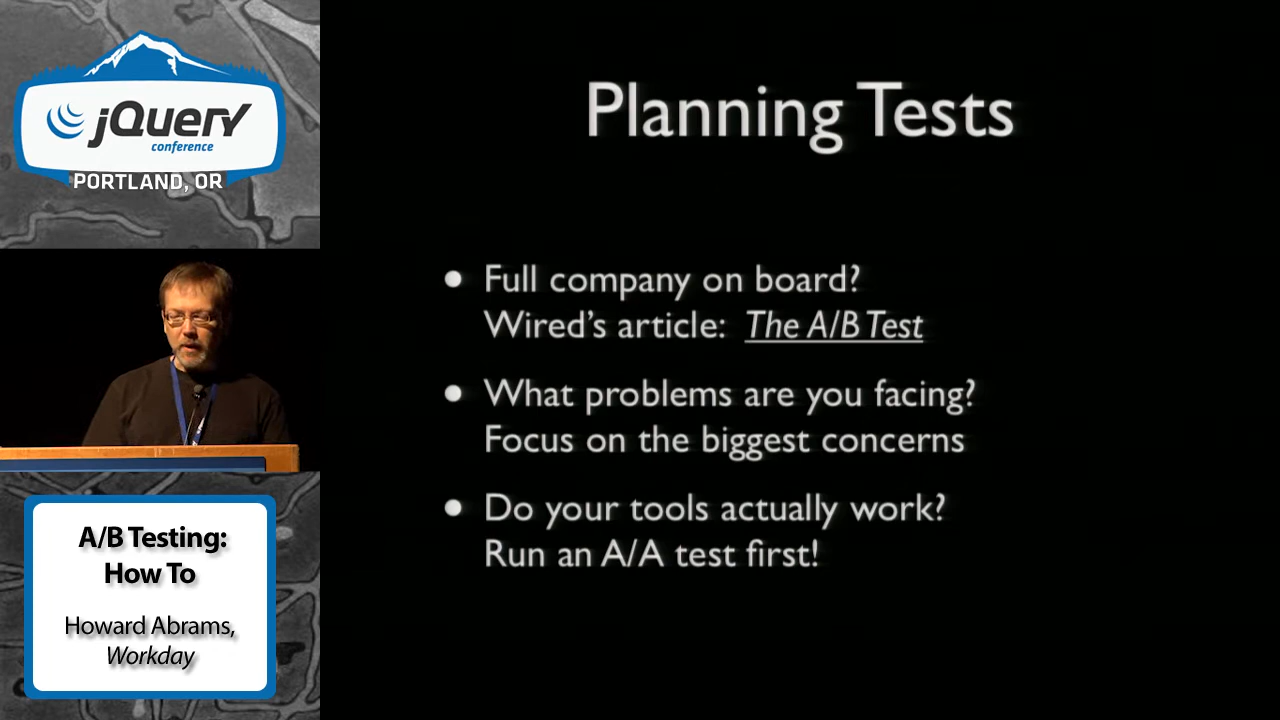 jQuery
conference
PORTLAND, OR
Planning Tests
• Full company on board?
Wired’s article: The A/B Test
• What problems are you facing?
Focus on the biggest concerns
• Do your tools actually work?
Run an A/A test first!
A/B Testing:
How To
Howard Abrams,
Workday